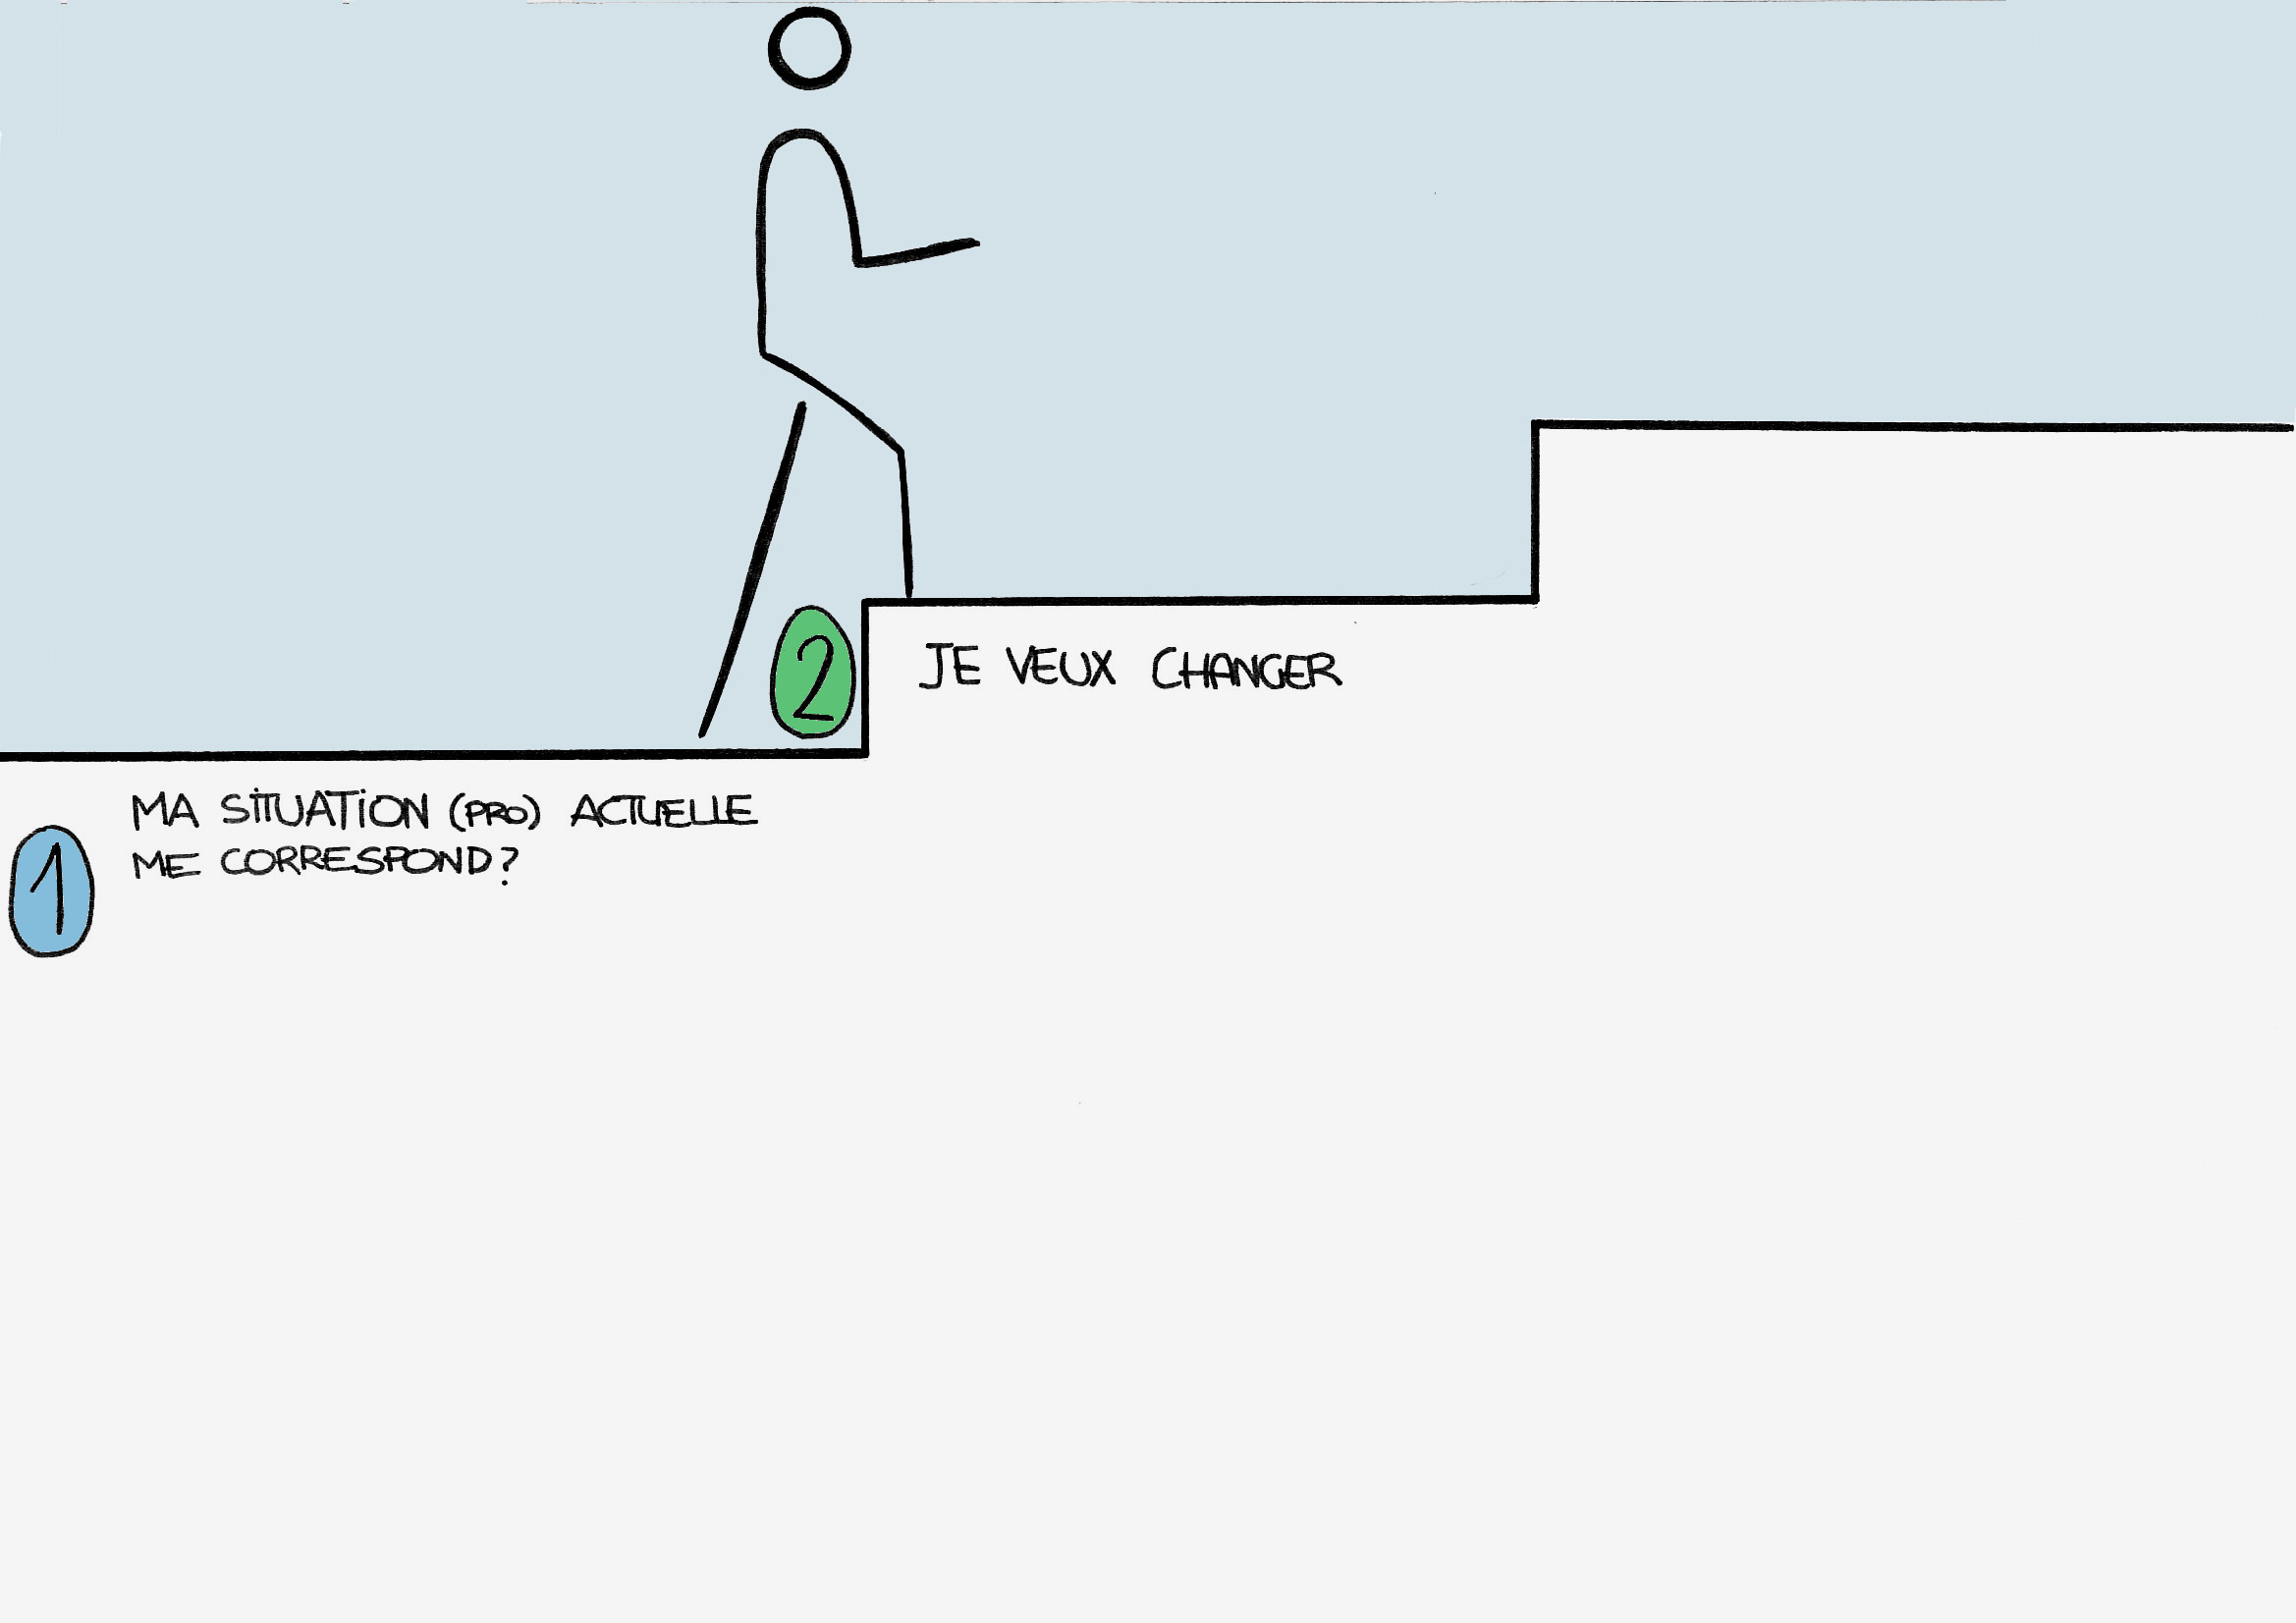 2
JE VEUX CHANGER
MA SITUATION (PRO) ACTUELLE
ME CORRESPOND?
1